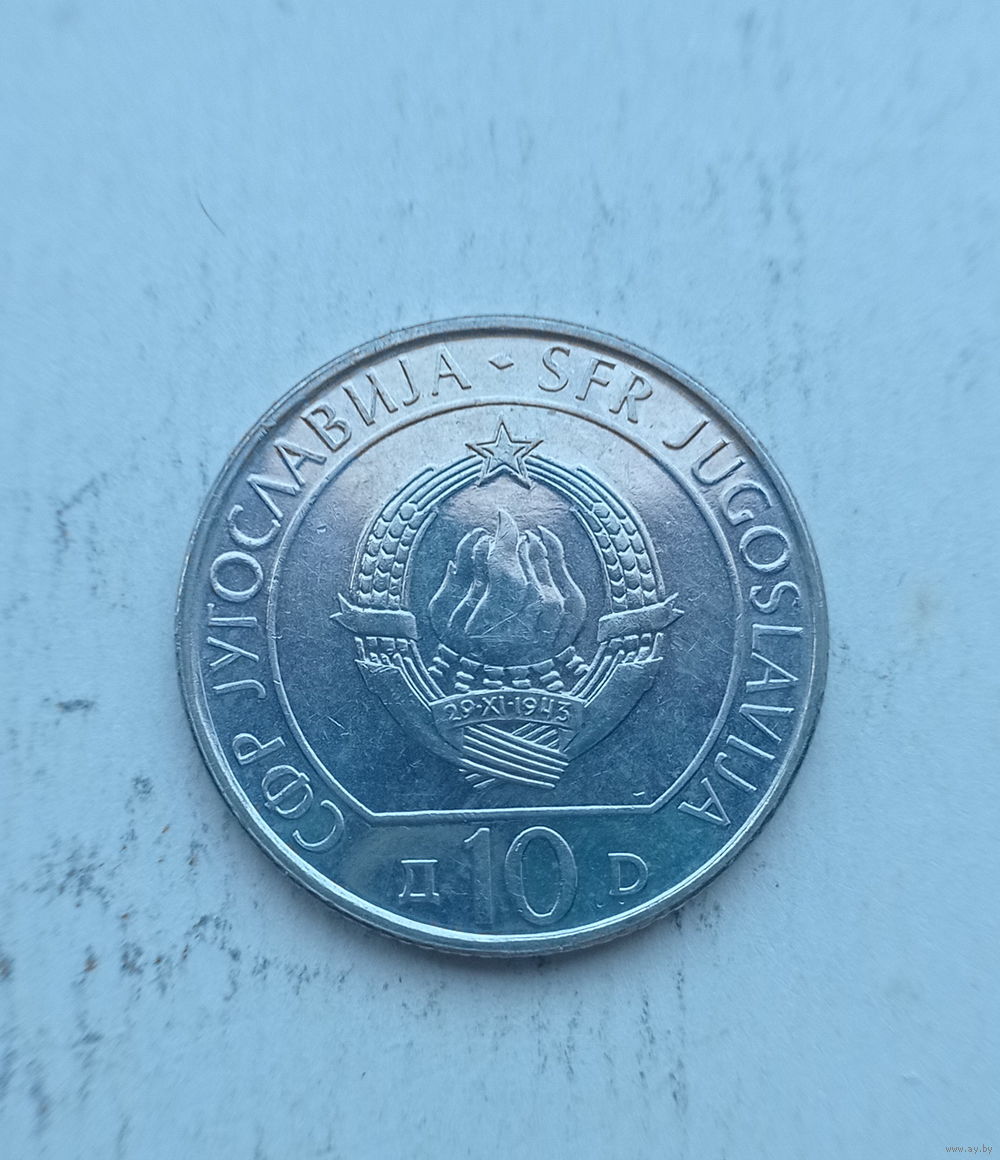 СФР ЈУГОСЛАВИЈА - SFR JUGOSLAVIJA
29·XI·1943
Д 10 D
www.ay.by